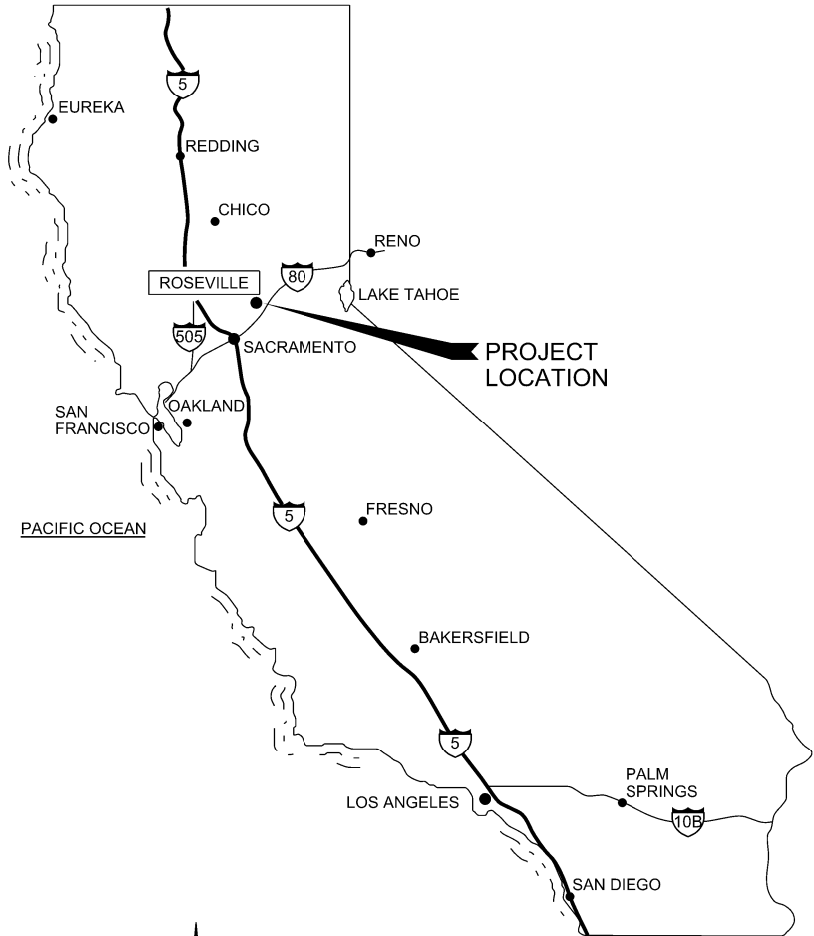 5
EUREKA
REDDING
CHICO
RENO
80
ROSEVILLE
LAKE TAHOE
505
SACRAMENTO
PROJECT
LOCATION
OAKLAND
SAN
FRANCISCO
5
FRESNO
PACIFIC OCEAN
BAKERSFIELD
5
PALM
SPRINGS
LOS ANGELES
10B
SAN DIEGO